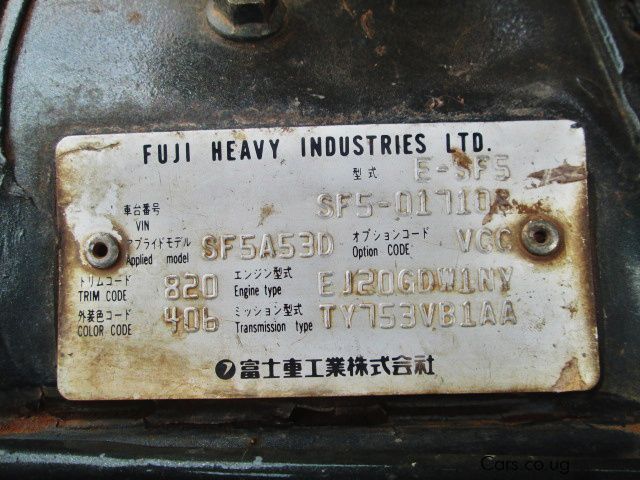 FUJI HEAVY INDUSTRIES LTD.
型式 E-SF5
車台番号 VIN SF5-01710
アプライドモデル Applied model SF5A53D オプションコード Option CODE VCC
トリムコード TRIM CODE 820 エンジン型式 Engine type EJ20GDW1NY
外装色コード COLOR CODE 406 ミッション型式 Transmission type TY753VB1AA
富士重工業株式会社
Cars.co.ug